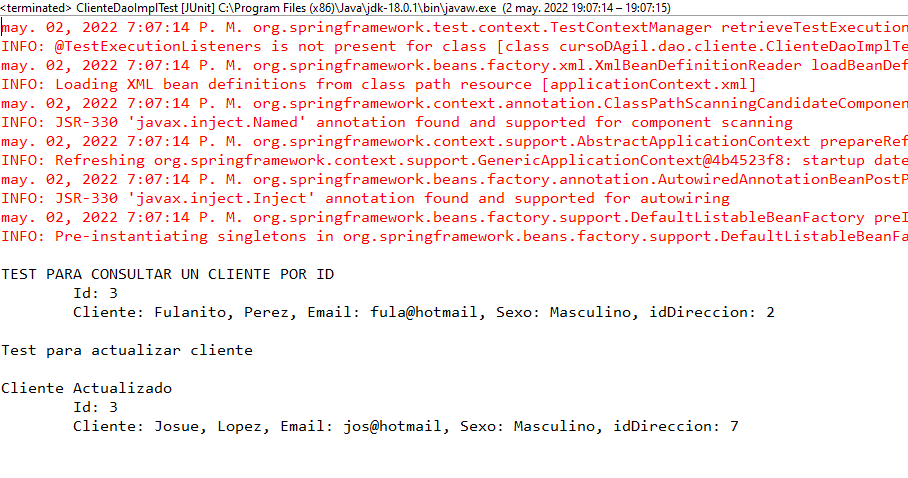 <terminated> ClienteDaoImplTest [JUnit] C:\Program Files (x86)\Java\jdk-18.0.1\bin\javaw.exe (2 may. 2022 19:07:14 – 19:07:15)
may. 02, 2022 7:07:14 P. M. org.springframework.test.context.TestContextManager retrieveTestExecution
INFO: @TestExecutionListeners is not present for class [class cursoDAgil.dao.cliente.ClienteDaoImplTe
may. 02, 2022 7:07:14 P. M. org.springframework.beans.factory.xml.XmlBeanDefinitionReader loadBeanDef
INFO: Loading XML bean definitions from class path resource [applicationContext.xml]
may. 02, 2022 7:07:14 P. M. org.springframework.context.annotation.ClassPathScanningCandidateComponen
INFO: JSR-330 'javax.inject.Named' annotation found and supported for component scanning
may. 02, 2022 7:07:14 P. M. org.springframework.context.support.AbstractApplicationContext prepareRef
INFO: Refreshing org.springframework.context.support.GenericApplicationContext@4b4523f8: startup date
may. 02, 2022 7:07:14 P. M. org.springframework.beans.factory.annotation.AutowiredAnnotationBeanPostP
INFO: JSR-330 'javax.inject.Inject' annotation found and supported for autowiring
may. 02, 2022 7:07:14 P. M. org.springframework.beans.factory.support.DefaultListableBeanFactory preI
INFO: Pre-instantiating singletons in org.springframework.beans.factory.support.DefaultListableBeanFa
TEST PARA CONSULTAR UN CLIENTE POR ID
Id: 3
Cliente: Fulanito, Perez, Email: fula@hotmail, Sexo: Masculino, idDireccion: 2
Test para actualizar cliente
Cliente Actualizado
Id: 3
Cliente: Josue, Lopez, Email: jos@hotmail, Sexo: Masculino, idDireccion: 7